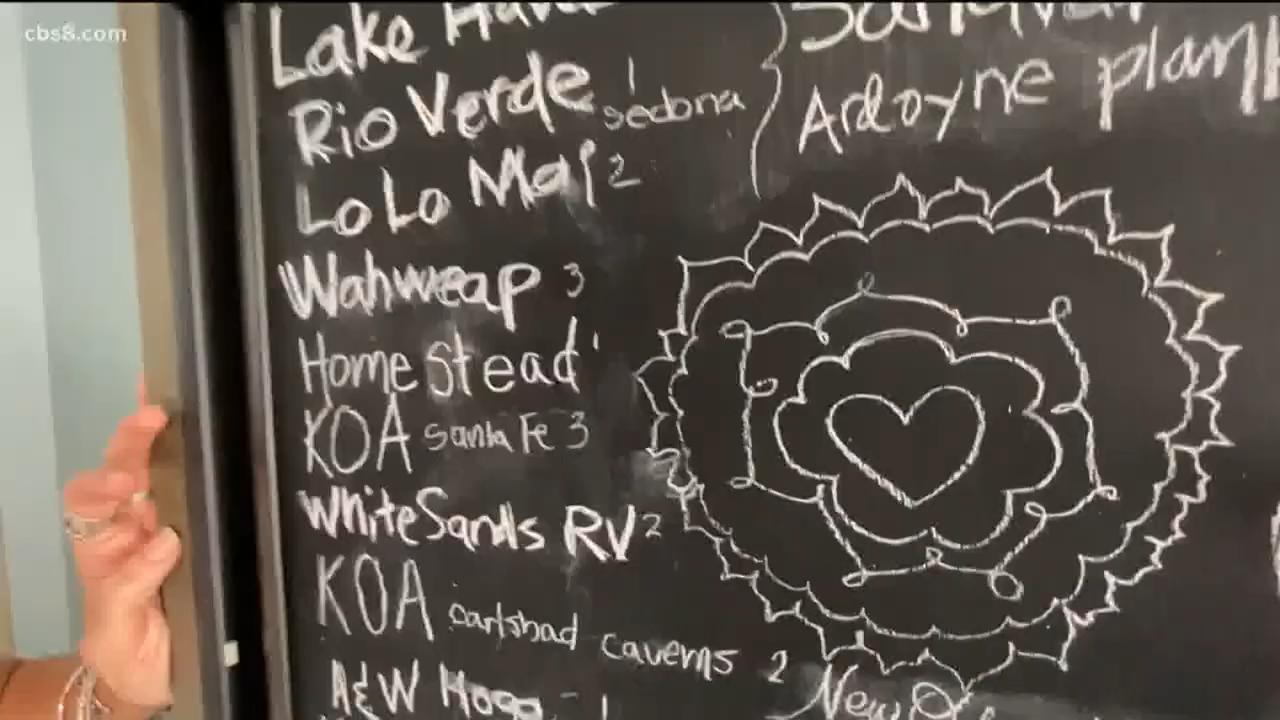 cbs8.com
Lake
Rio Verde 1 sedona
LoLo Mai 2
Wahweap 3
Home Stead 1
KOA santa Fe 3
White Sands RV 2
KOA carlsbad caverns 2
A&W
Ardoyne
New